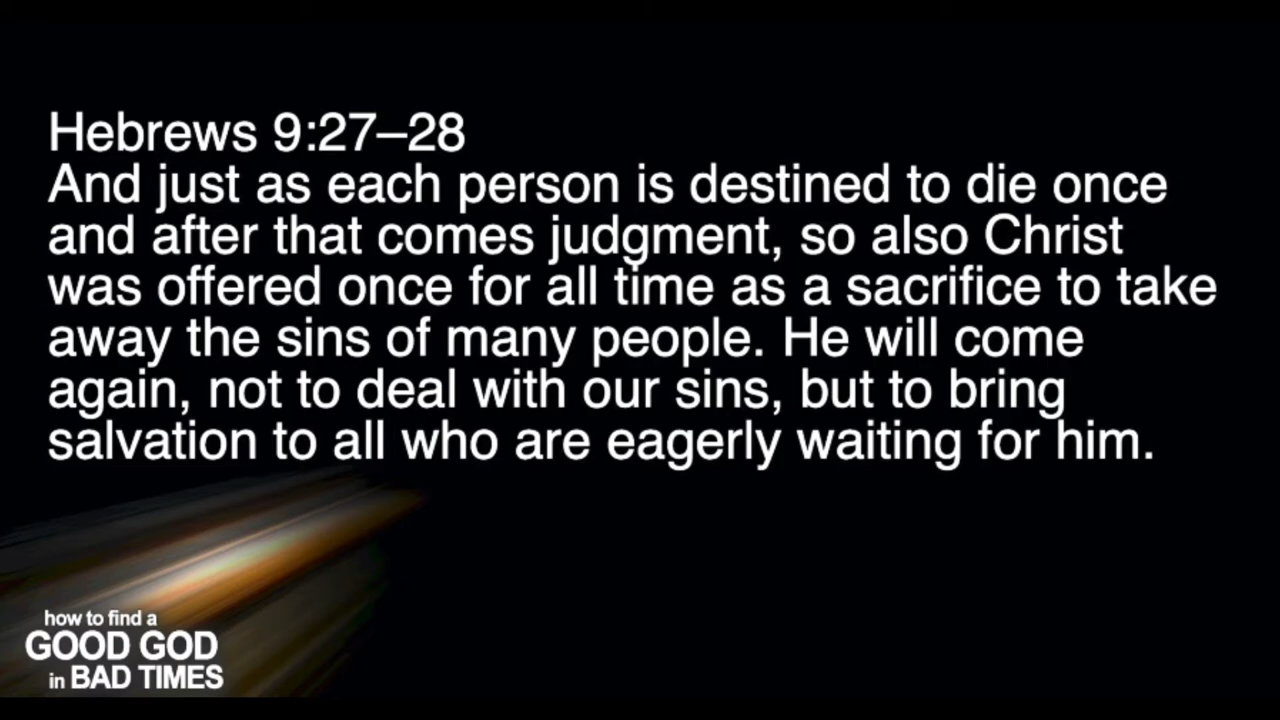 Hebrews 9:27–28
And just as each person is destined to die once
and after that comes judgment, so also Christ
was offered once for all time as a sacrifice to take
away the sins of many people. He will come
again, not to deal with our sins, but to bring
salvation to all who are eagerly waiting for him.
how to find a
GOOD GOD
in BAD TIMES